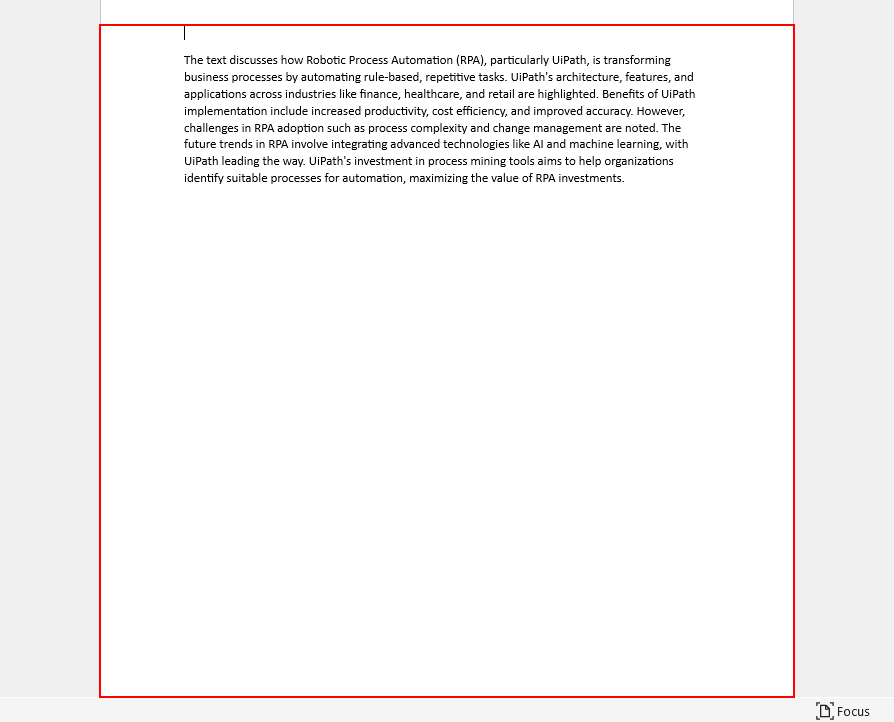 The text discusses how Robotic Process Automation (RPA), particularly UiPath, is transforming
business processes by automating rule-based, repetitive tasks. UiPath's architecture, features, and
applications across industries like finance, healthcare, and retail are highlighted. Benefits of UiPath
implementation include increased productivity, cost efficiency, and improved accuracy. However,
challenges in RPA adoption such as process complexity and change management are noted. The
future trends in RPA involve integrating advanced technologies like AI and machine learning, with
UiPath leading the way. UiPath's investment in process mining tools aims to help organizations
identify suitable processes for automation, maximizing the value of RPA investments.
Focus